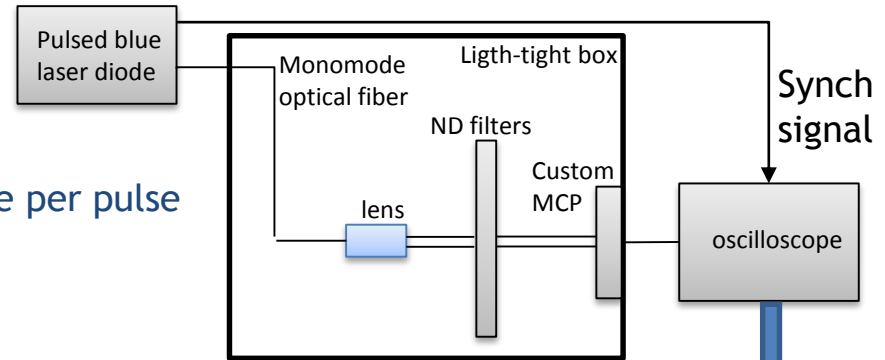 Pulsed blue
laser diode
Monomode
optical fiber
Ligth-tight box
Synch
signal
ND filters
Custom
MCP
e per pulse
lens
oscilloscope